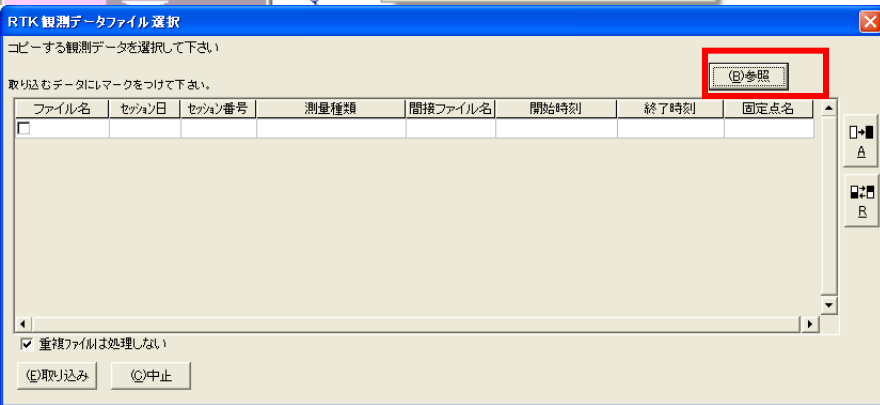 RTK 観測データファイル選択
コピーする観測データを選択して下さい
(B)参照
取り込むデータにレマークをつけて下さい。
ファイル名 セッション日 セッション番号 測量種類 間接ファイル名 開始時刻 終了時刻 固定点名
A
R
重複ファイルは処理しない
(E)取り込み (C)中止